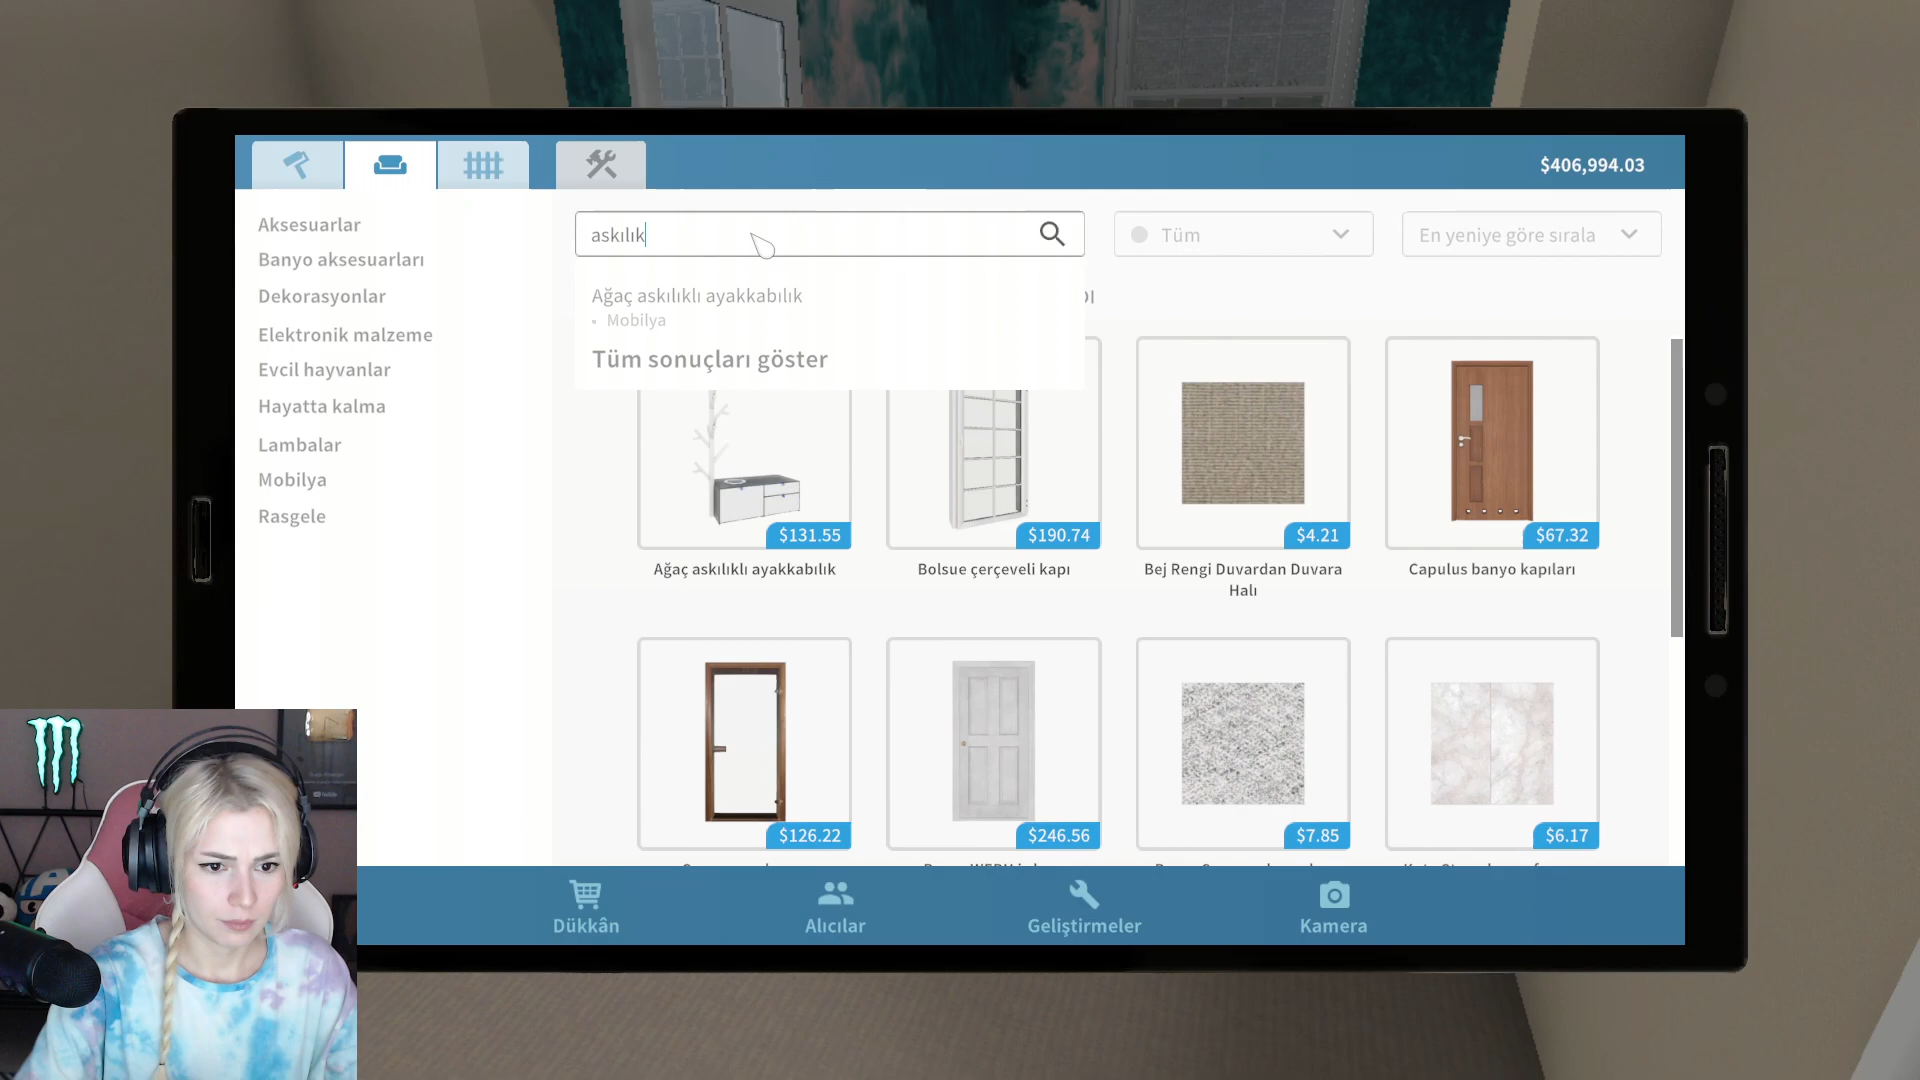 $406,994.03
Aksesuarlar
Banyo aksesuarları
Dekorasyonlar
Elektronik malzeme
Evcil hayvanlar
Hayatta kalma
Lambalar
Mobilya
Rasgele
askılık
Tüm
En yeniye göre sırala
Ağaç askılıklı ayakkabılık
Mobilya
Tüm sonuçları göster
$131.55
$190.74
$4.21
$67.32
Ağaç askılıklı ayakkabılık
Bolsue çerçeveli kapı
Bej Rengi Duvardan Duvara
Halı
Capulus banyo kapıları
$126.22
$246.56
$7.85
$6.17
Dükkân
Alıcılar
Geliştirmeler
Kamera